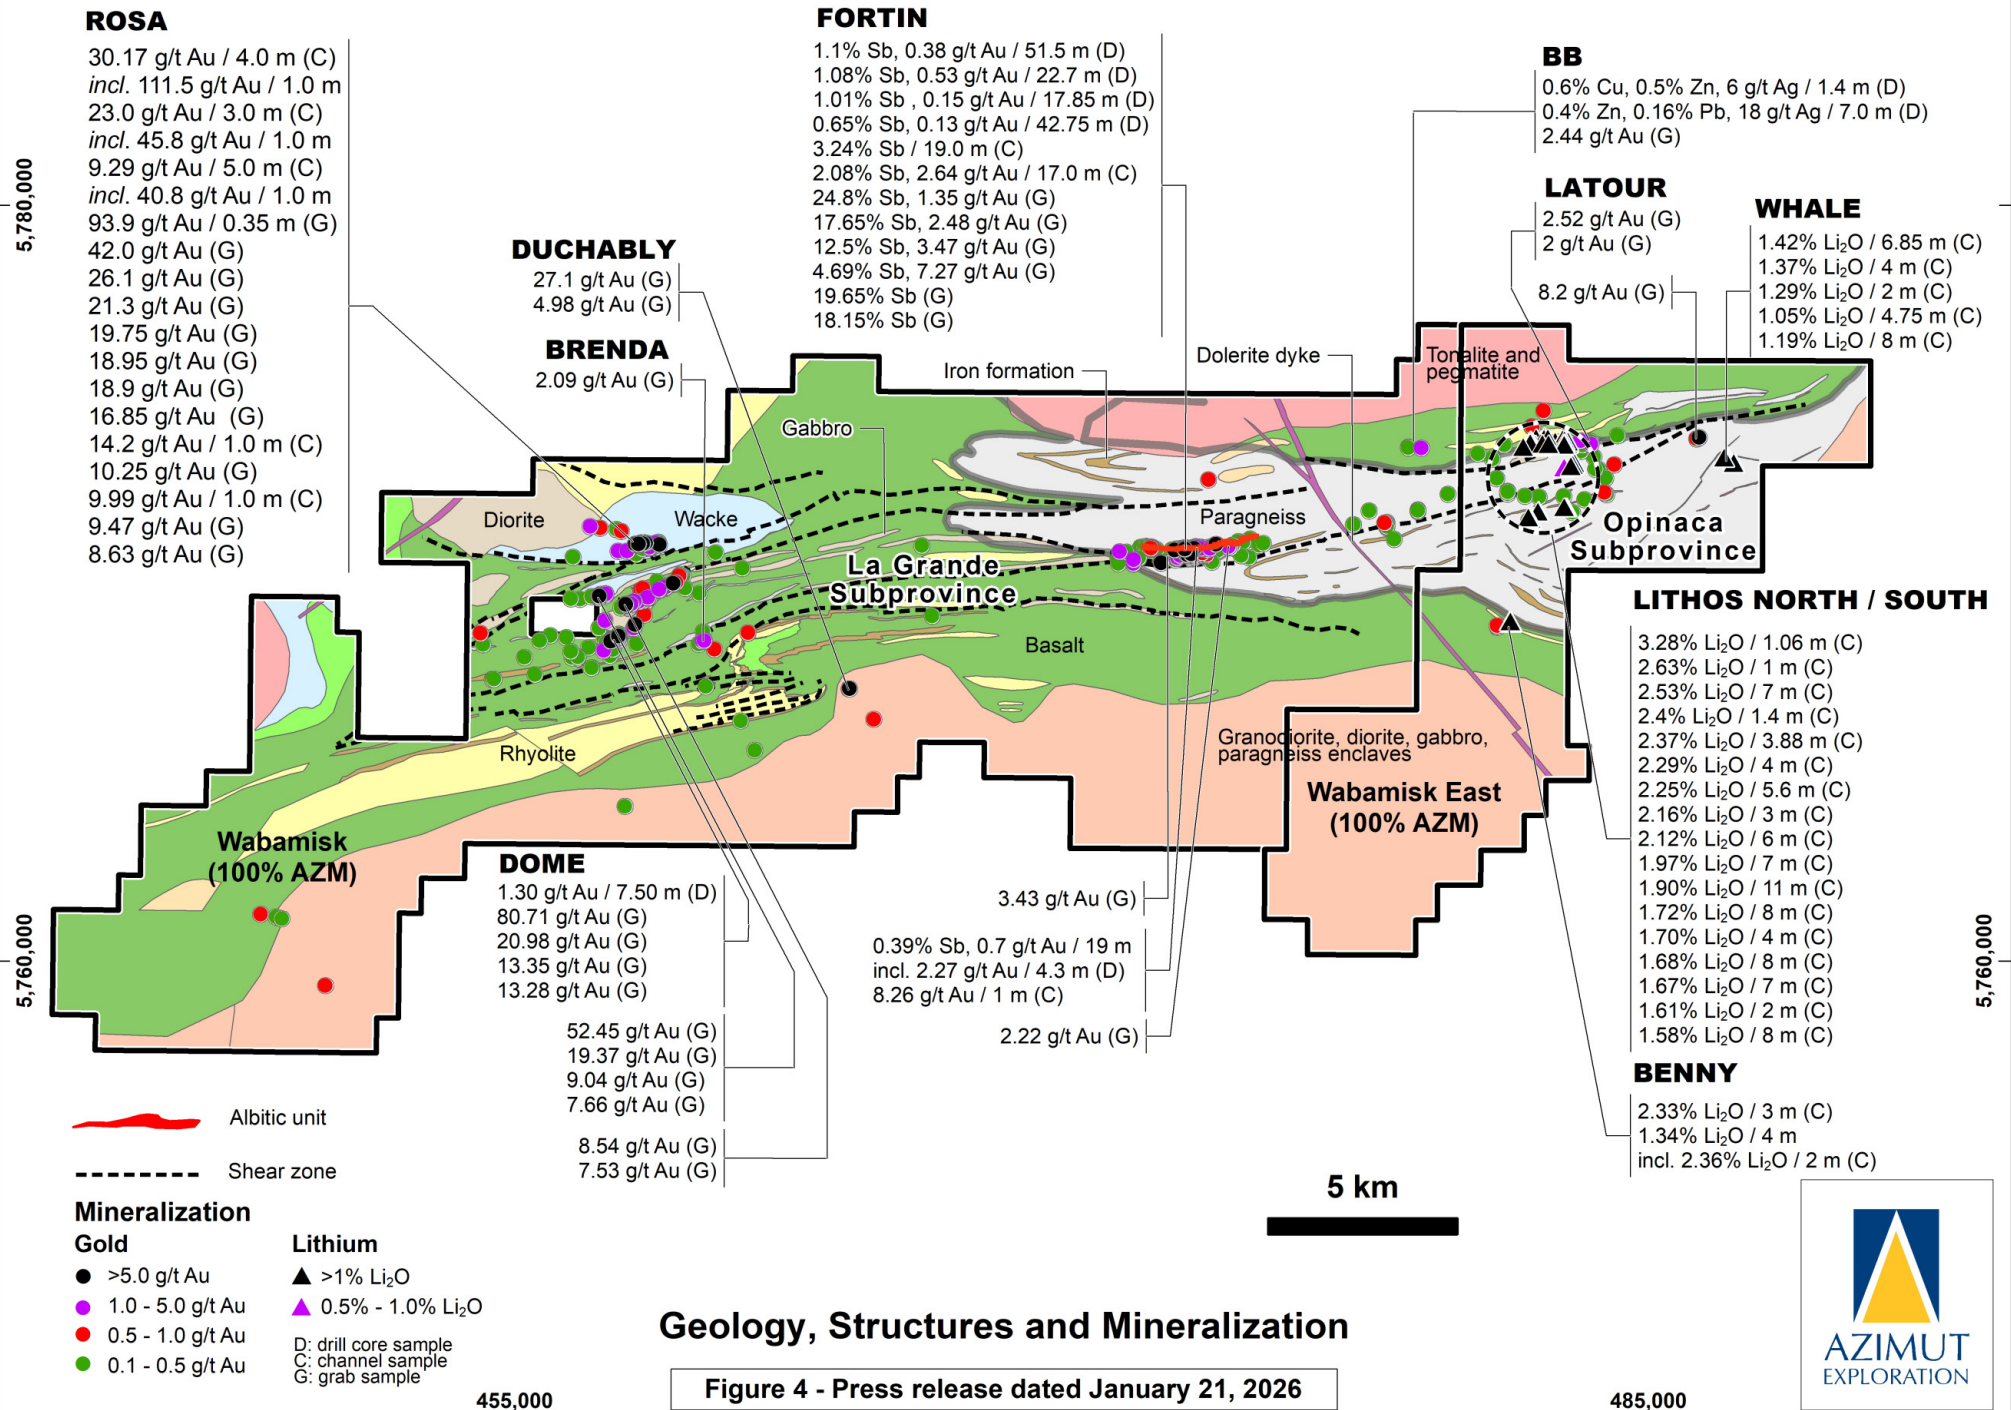 ROSA
30.17 g/t Au / 4.0 m (C)
incl. 111.5 g/t Au / 1.0 m
23.0 g/t Au / 3.0 m (C)
incl. 45.8 g/t Au / 1.0 m
9.29 g/t Au / 5.0 m (C)
incl. 40.8 g/t Au / 1.0 m
93.9 g/t Au / 0.35 m (G)
42.0 g/t Au (G)
26.1 g/t Au (G)
21.3 g/t Au (G)
19.75 g/t Au (G)
18.95 g/t Au (G)
18.9 g/t Au (G)
16.85 g/t Au (G)
14.2 g/t Au / 1.0 m (C)
10.25 g/t Au (G)
9.99 g/t Au / 1.0 m (C)
9.47 g/t Au (G)
8.63 g/t Au (G)
DUCHABLY
27.1 g/t Au (G)
4.98 g/t Au (G)
BRENDA
2.09 g/t Au (G)
FORTIN
1.1% Sb, 0.38 g/t Au / 51.5 m (D)
1.08% Sb, 0.53 g/t Au / 22.7 m (D)
1.01% Sb , 0.15 g/t Au / 17.85 m (D)
0.65% Sb, 0.13 g/t Au / 42.75 m (D)
3.24% Sb / 19.0 m (C)
2.08% Sb, 2.64 g/t Au / 17.0 m (C)
24.8% Sb, 1.35 g/t Au (G)
17.65% Sb, 2.48 g/t Au (G)
12.5% Sb, 3.47 g/t Au (G)
4.69% Sb, 7.27 g/t Au (G)
19.65% Sb (G)
18.15% Sb (G)
BB
0.6% Cu, 0.5% Zn, 6 g/t Ag / 1.4 m (D)
0.4% Zn, 0.16% Pb, 18 g/t Ag / 7.0 m (D)
2.44 g/t Au (G)
LATOUR
2.52 g/t Au (G)
2 g/t Au (G)
8.2 g/t Au (G)
WHALE
1.42% Li₂O / 6.85 m (C)
1.37% Li₂O / 4 m (C)
1.29% Li₂O / 2 m (C)
1.05% Li₂O / 4.75 m (C)
1.19% Li₂O / 8 m (C)
5,780,000
Iron formation
Dolerite dyke
Tonalite and
pegmatite
Gabbro
Diorite
Wacke
Paragneiss
Opinaca
Subprovince
La Grande
Subprovince
Basalt
Rhyolite
Granodiorite, diorite, gabbro,
paragneiss enclaves
Wabamisk East
(100% AZM)
Wabamisk
(100% AZM)
LITHOS NORTH / SOUTH
3.28% Li₂O / 1.06 m (C)
2.63% Li₂O / 1 m (C)
2.53% Li₂O / 7 m (C)
2.4% Li₂O / 1.4 m (C)
2.37% Li₂O / 3.88 m (C)
2.29% Li₂O / 4 m (C)
2.25% Li₂O / 5.6 m (C)
2.16% Li₂O / 3 m (C)
2.12% Li₂O / 6 m (C)
1.97% Li₂O / 7 m (C)
1.90% Li₂O / 11 m (C)
1.72% Li₂O / 8 m (C)
1.70% Li₂O / 4 m (C)
1.68% Li₂O / 8 m (C)
1.67% Li₂O / 7 m (C)
1.61% Li₂O / 2 m (C)
1.58% Li₂O / 8 m (C)
BENNY
2.33% Li₂O / 3 m (C)
1.34% Li₂O / 4 m
incl. 2.36% Li₂O / 2 m (C)
DOME
1.30 g/t Au / 7.50 m (D)
80.71 g/t Au (G)
20.98 g/t Au (G)
13.35 g/t Au (G)
13.28 g/t Au (G)
52.45 g/t Au (G)
19.37 g/t Au (G)
9.04 g/t Au (G)
7.66 g/t Au (G)
8.54 g/t Au (G)
7.53 g/t Au (G)
3.43 g/t Au (G)
0.39% Sb, 0.7 g/t Au / 19 m
incl. 2.27 g/t Au / 4.3 m (D)
8.26 g/t Au / 1 m (C)
2.22 g/t Au (G)
5,760,000
5,760,000
Albitic unit
Shear zone
Mineralization
Gold
>5.0 g/t Au
1.0 - 5.0 g/t Au
0.5 - 1.0 g/t Au
0.1 - 0.5 g/t Au
Lithium
>1% Li₂O
0.5% - 1.0% Li₂O
D: drill core sample
C: channel sample
G: grab sample
5 km
Geology, Structures and Mineralization
Figure 4 - Press release dated January 21, 2026
455,000
485,000
AZIMUT
EXPLORATION